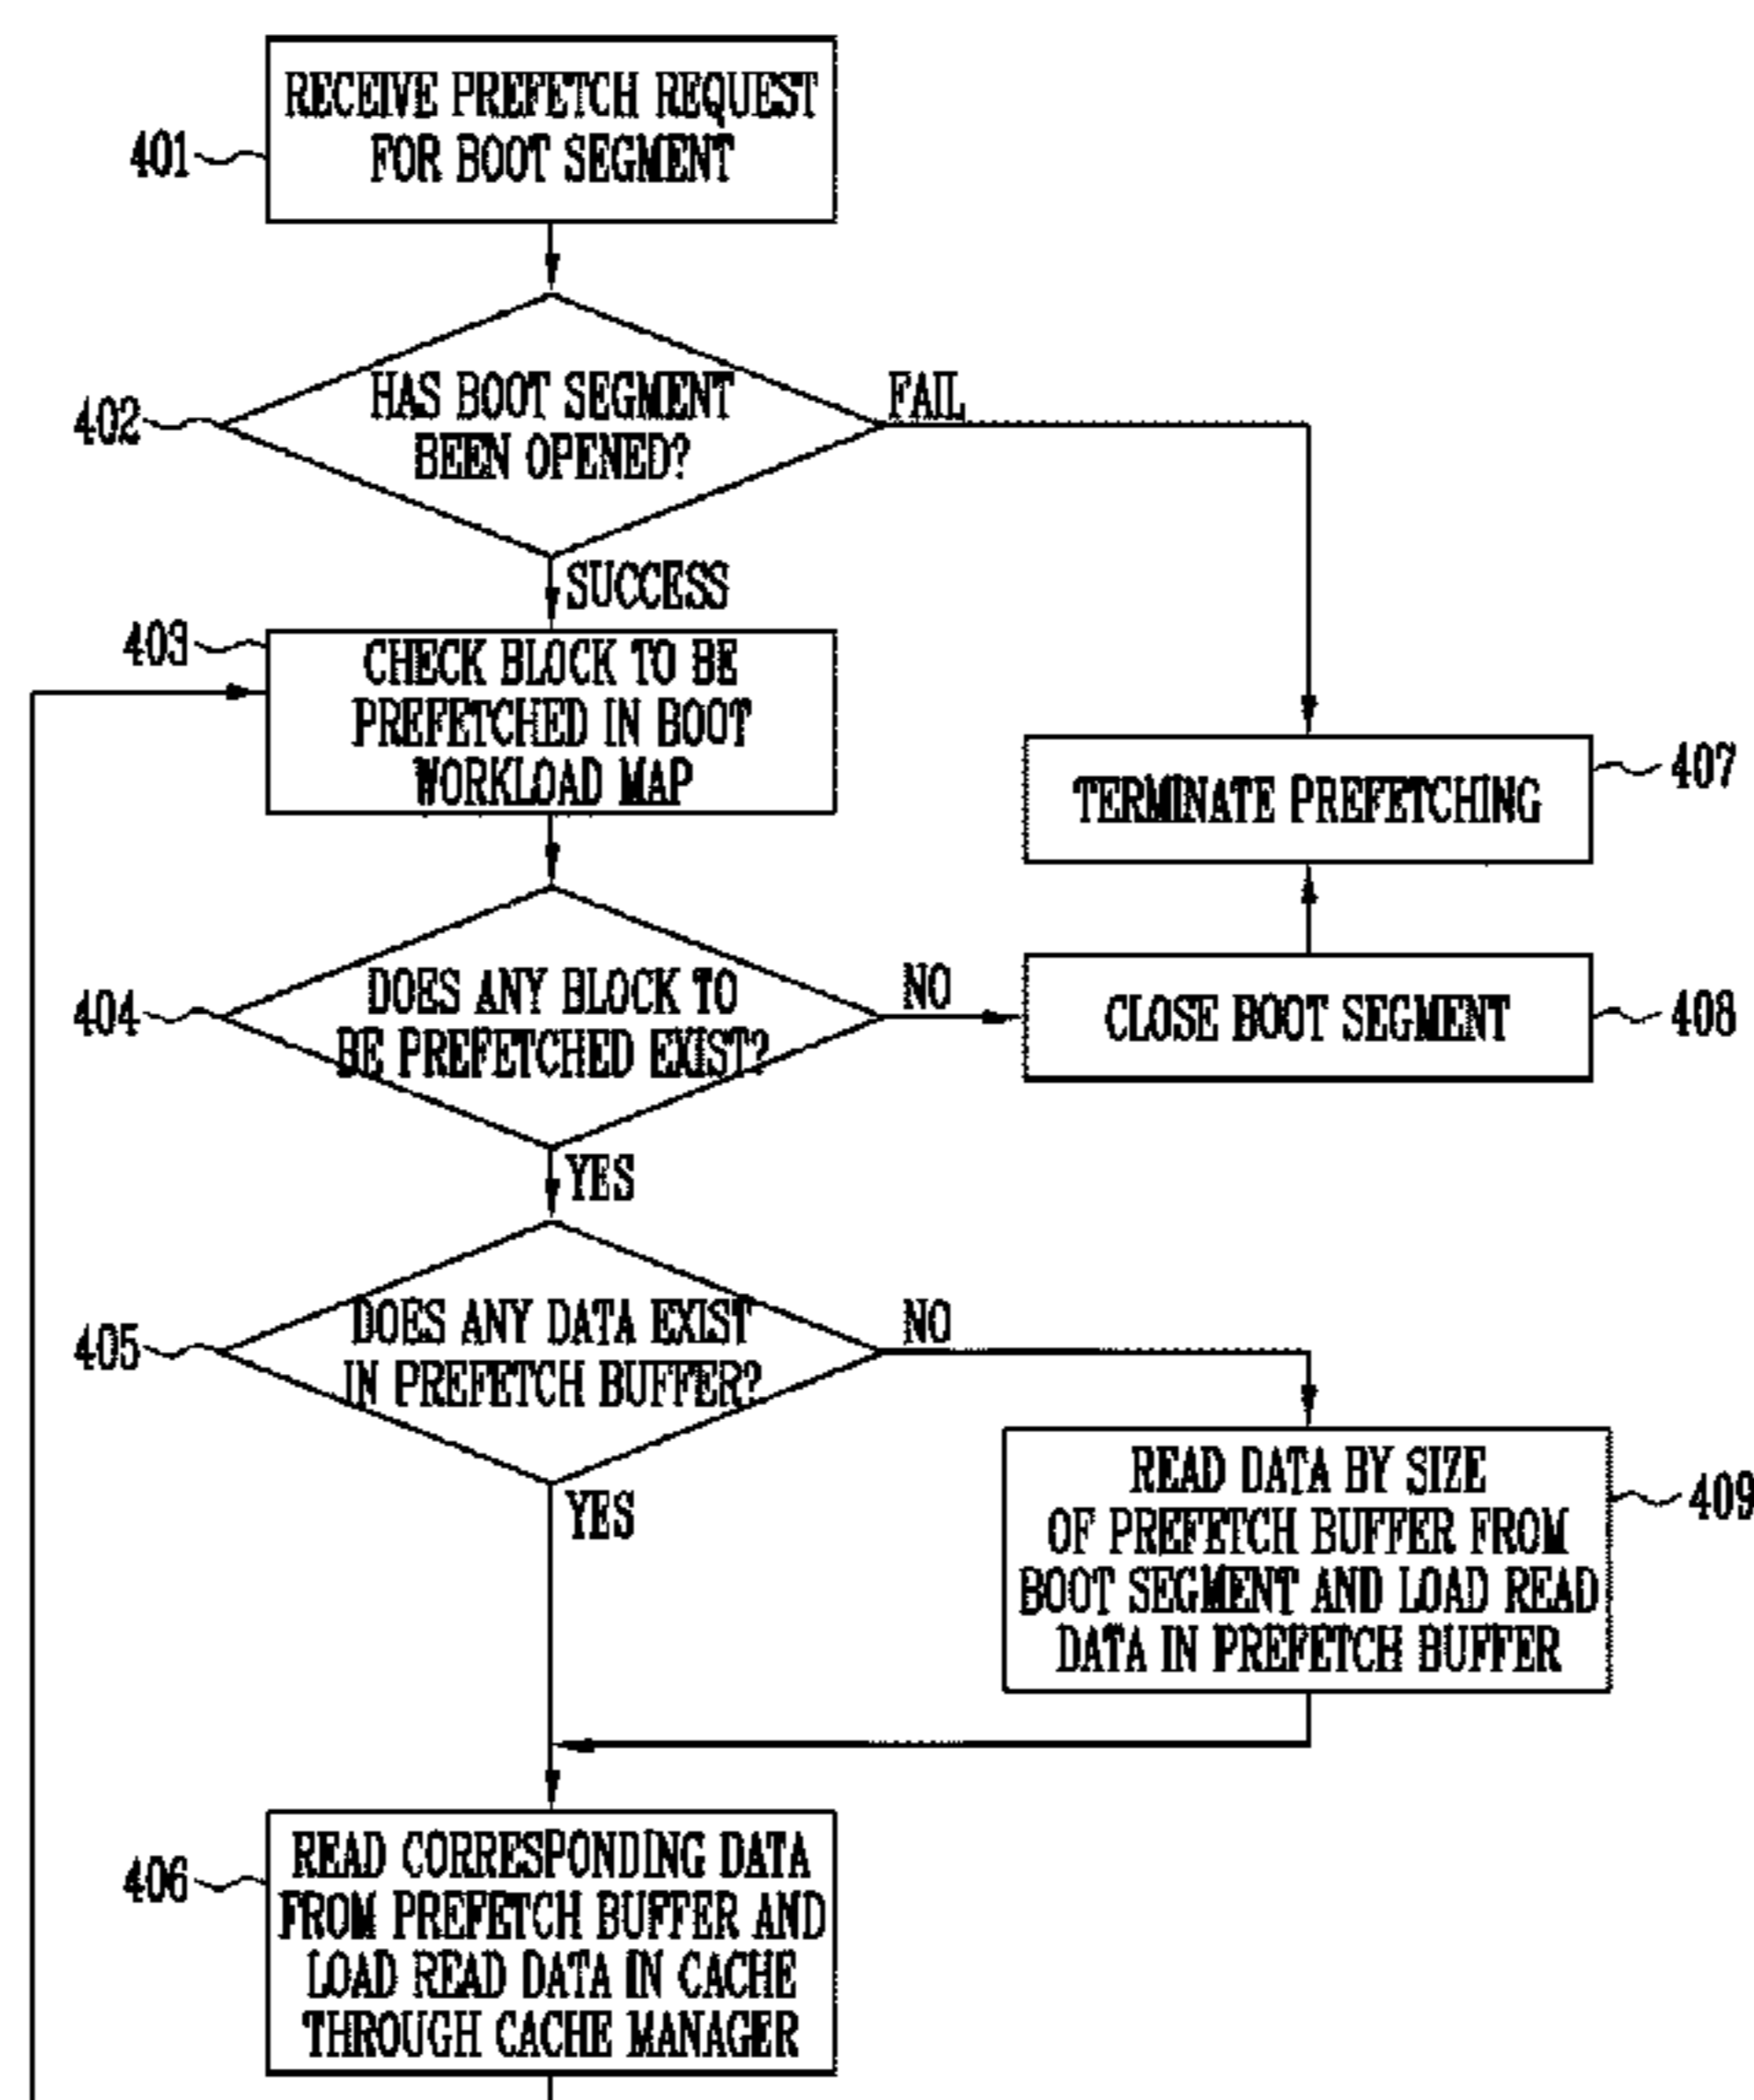 RECEIVE PREFETCH REQUEST
FOR BOOT SEGMENT
401
HAS BOOT SEGMENT
BEEN OPENED?
402
FAIL
SUCCESS
403
CHECK BLOCK TO BE
PREFETCHED IN BOOT
WORKLOAD MAP
TERMINATE PREFETCHING
407
DOES ANY BLOCK TO
BE PREFETCHED EXIST?
404
NO
CLOSE BOOT SEGMENT
408
YES
DOES ANY DATA EXIST
IN PREFETCH BUFFER?
405
NO
YES
READ DATA BY SIZE
OF PREFETCH BUFFER FROM
BOOT SEGMENT AND LOAD READ
DATA IN PREFETCH BUFFER
409
READ CORRESPONDING DATA
FROM PREFETCH BUFFER AND
LOAD READ DATA IN CACHE
THROUGH CACHE MANAGER
406